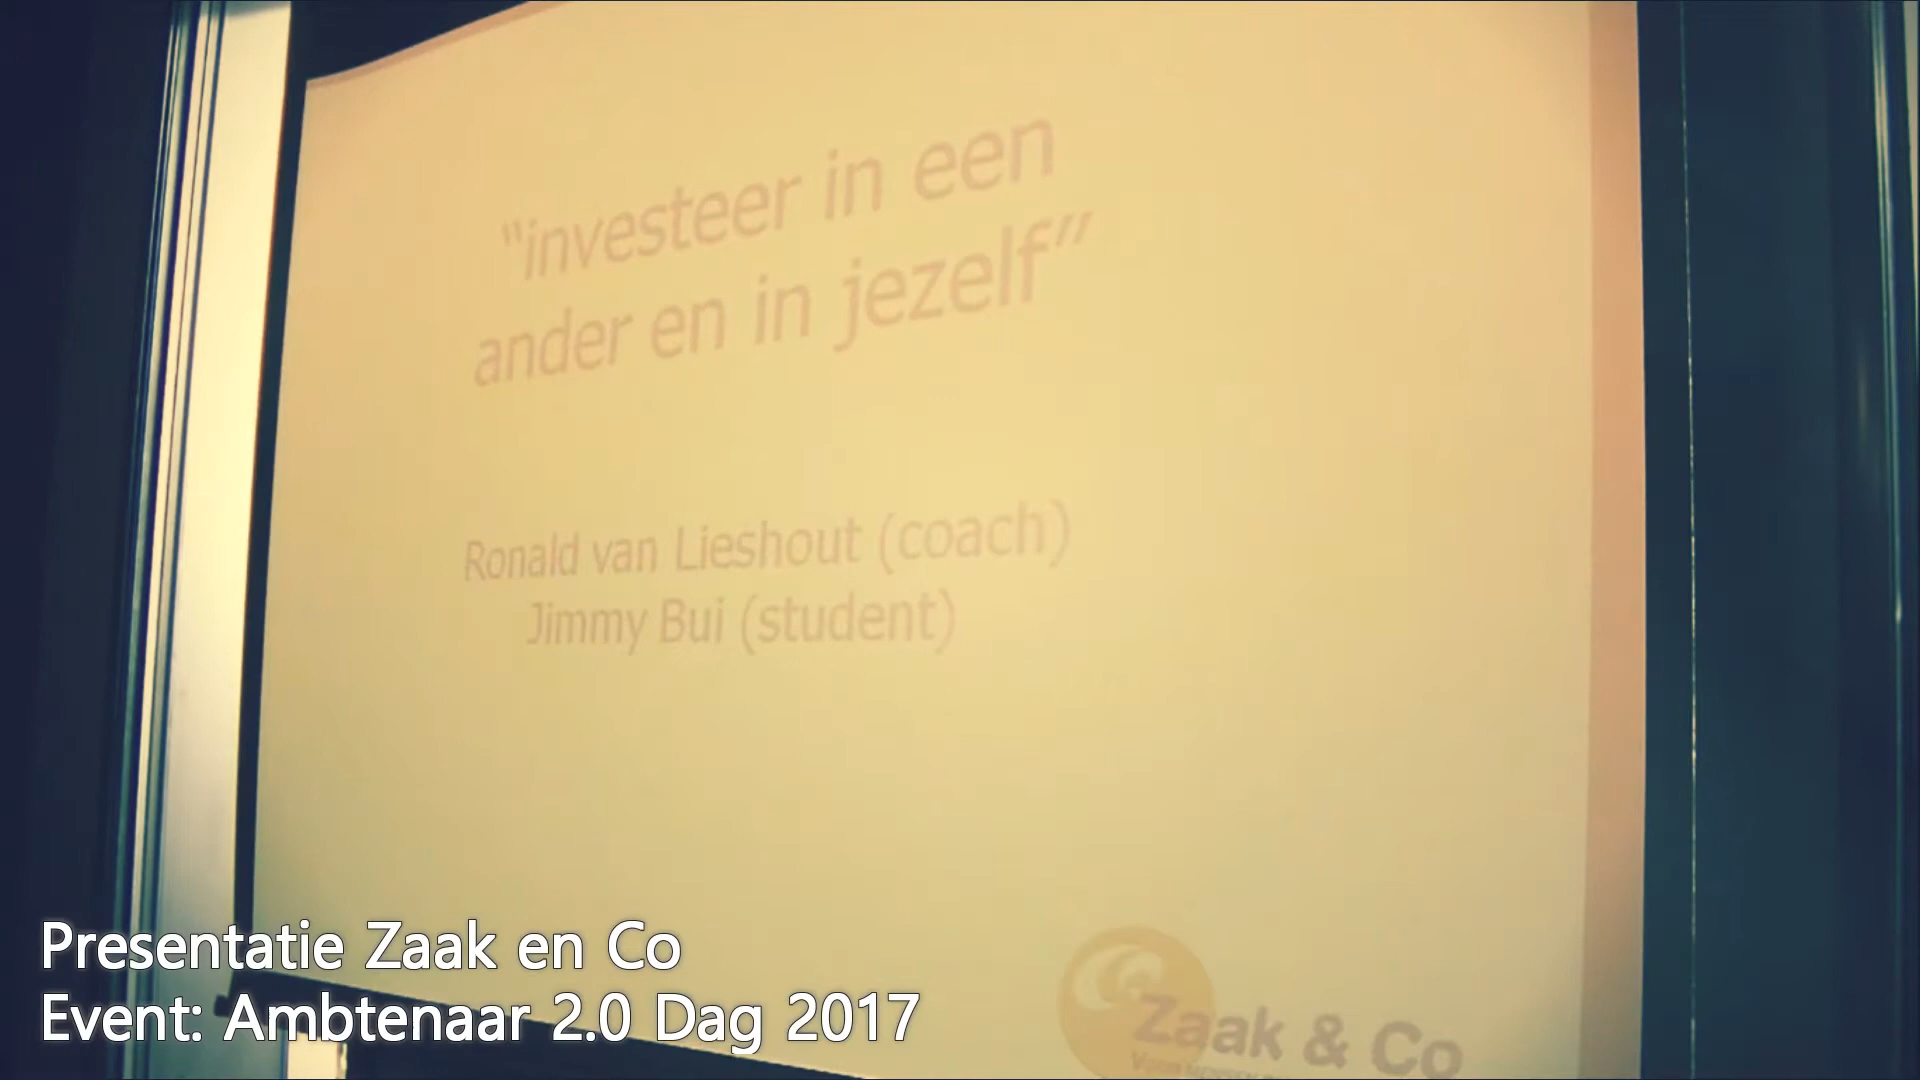 “investeer in een
ander en in jezelf”
Ronald van Lieshout (coach)
Jimmy Bui (student)
Zaak & Co
Presentatie Zaak en Co
Event: Ambtenaar 2.0 Dag 2017